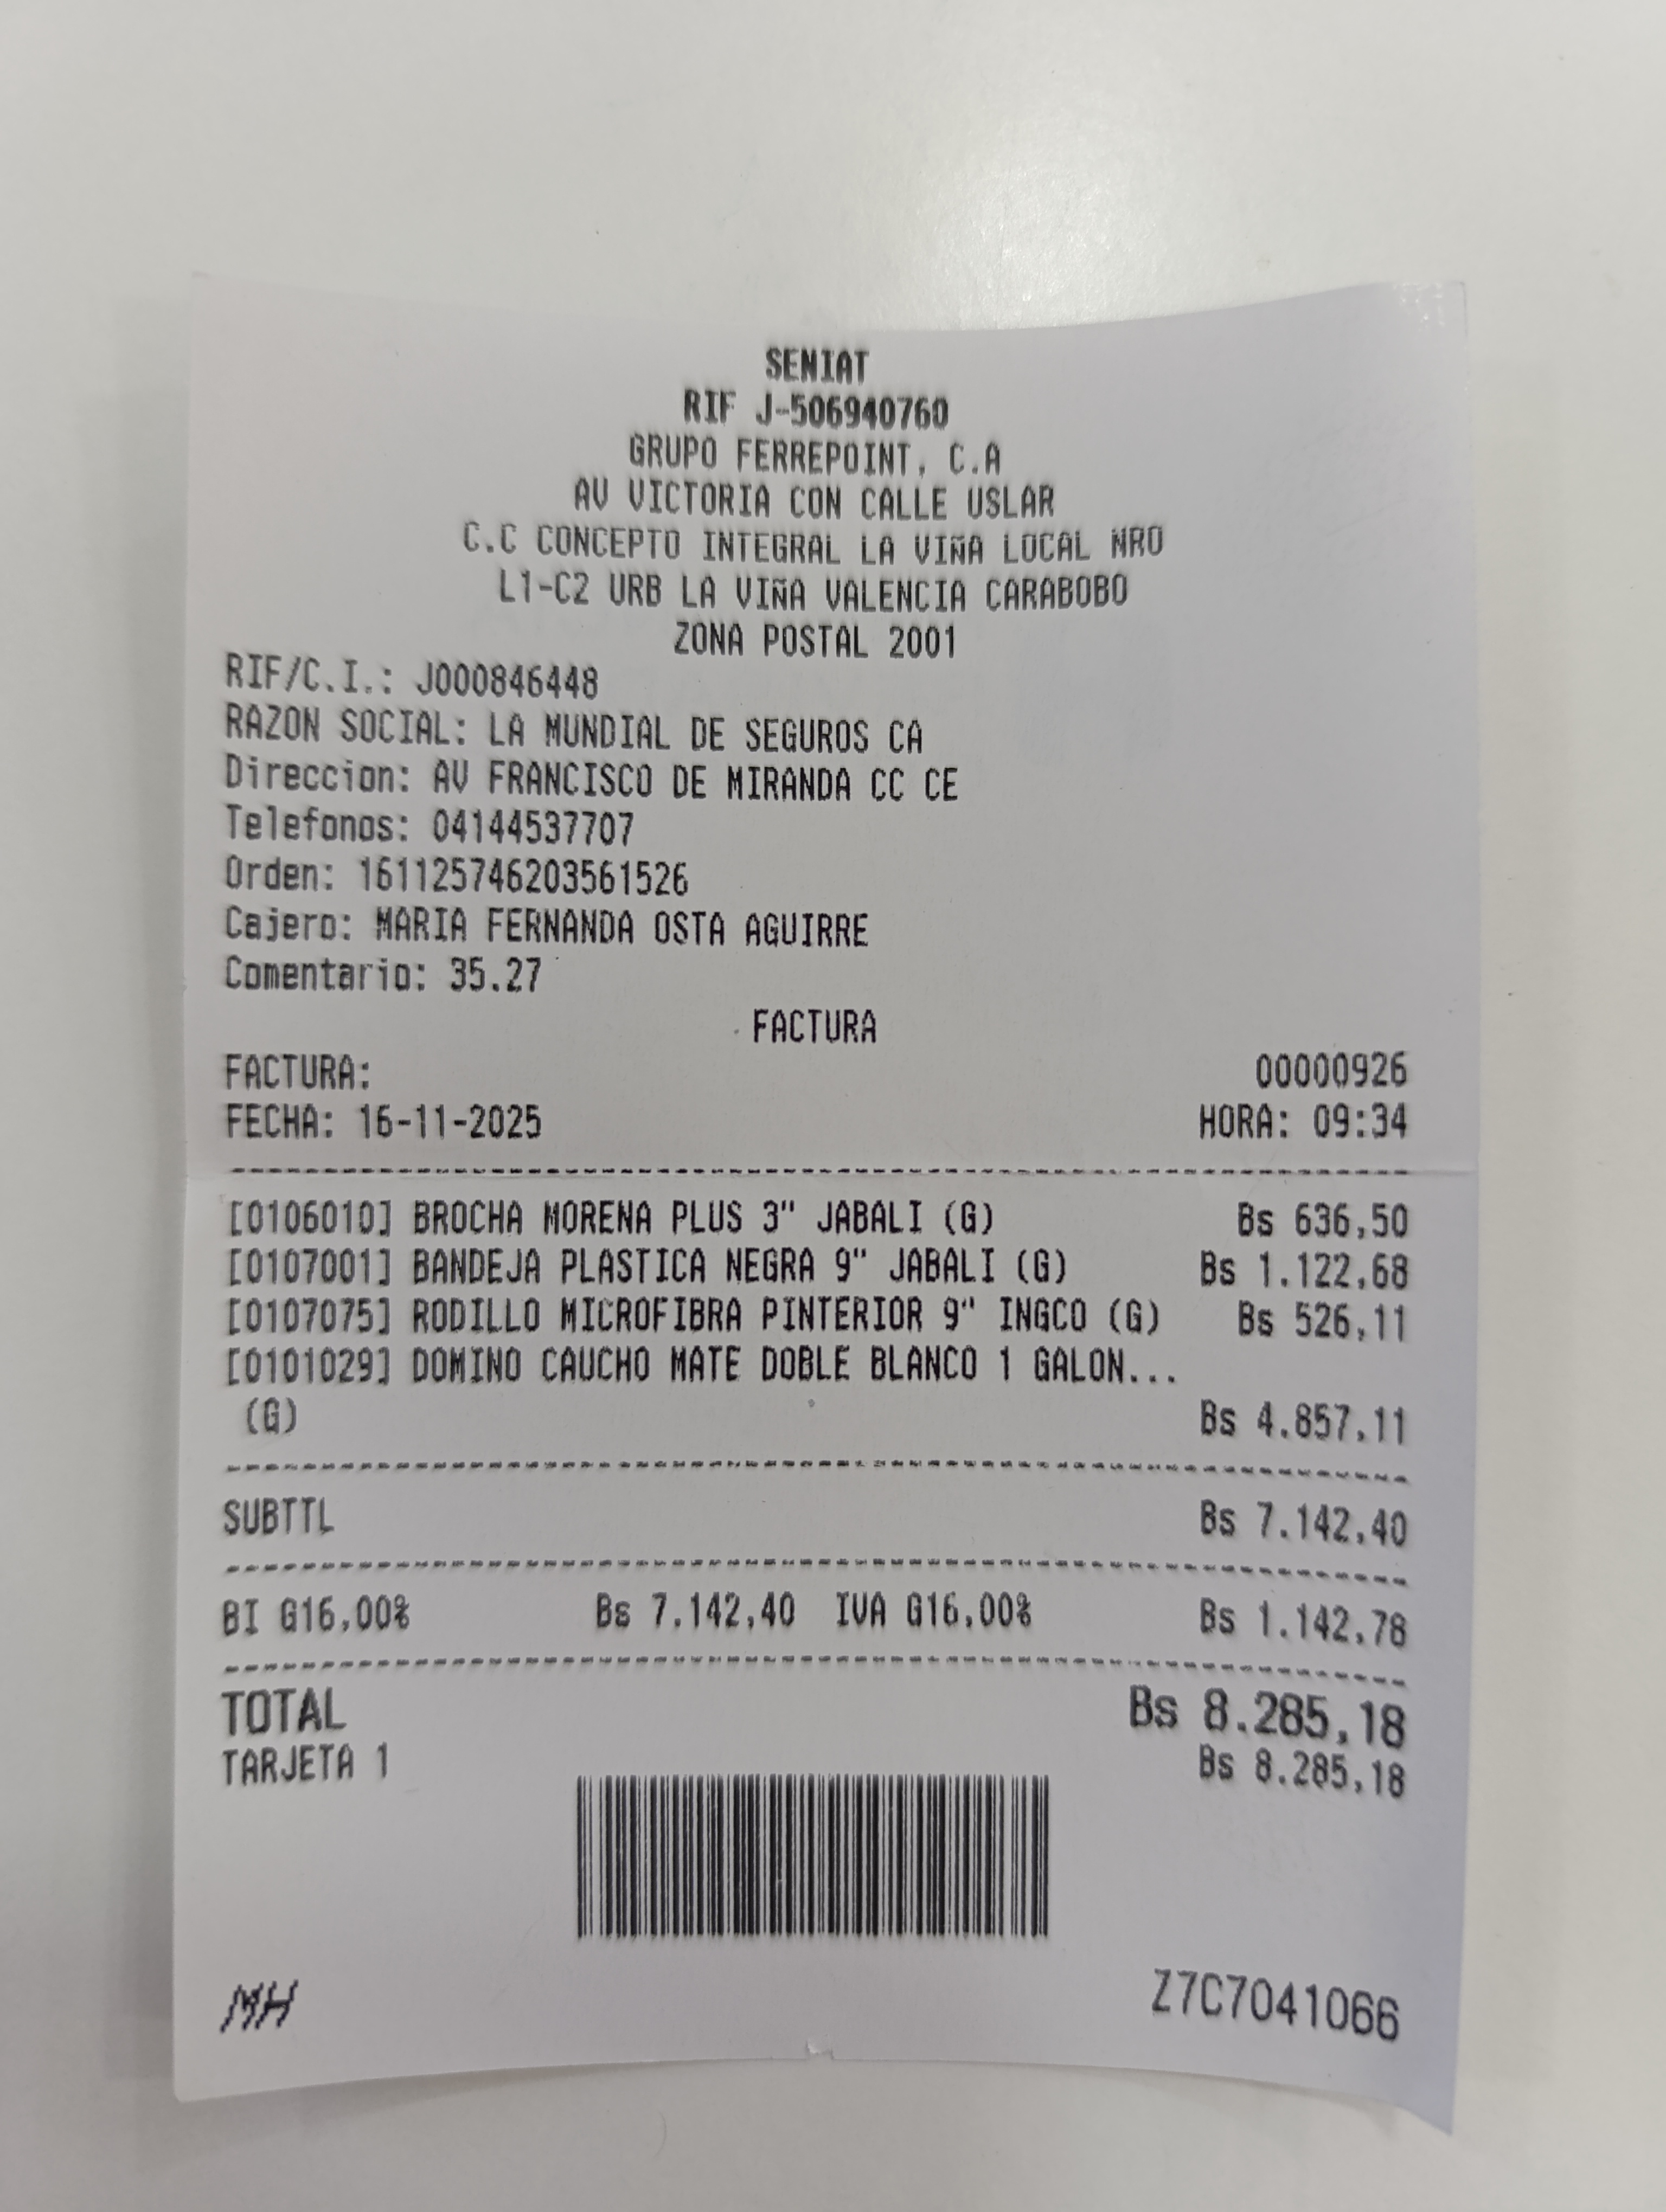 SENIAT
RIF J-506940760
GRUPO FERREPOINT, C.A
AV VICTORIA CON CALLE USLAR
C.C CONCEPTO INTEGRAL LA VIÑA LOCAL NRO
L1-C2 URB LA VIÑA VALENCIA CARABOBO
ZONA POSTAL 2001
RIF/C.I.: J000846448
RAZON SOCIAL: LA MUNDIAL DE SEGUROS CA
Direccion: AV FRANCISCO DE MIRANDA CC CE
Telefonos: 04144537707
Orden: 161125746203561526
Cajero: MARIA FERNANDA OSTA AGUIRRE
Comentario: 35.27
FACTURA
FACTURA: 00000926
FECHA: 16-11-2025 HORA: 09:34
[0106010] BROCHA MORENA PLUS 3" JABALI (G) Bs 636,50
[0107001] BANDEJA PLASTICA NEGRA 9" JABALI (G) Bs 1.122,68
[0107075] RODILLO MICROFIBRA PINTERIOR 9" INGCO (G) Bs 526,11
[0101029] DOMINO CAUCHO MATE DOBLE BLANCO 1 GALON...
(G) Bs 4.857,11
SUBTTL Bs 7.142,40
BI G16,00% Bs 7.142,40 IVA G16,00% Bs 1.142,78
TOTAL Bs 8.285,18
TARJETA 1 Bs 8.285,18
MH Z7C7041066